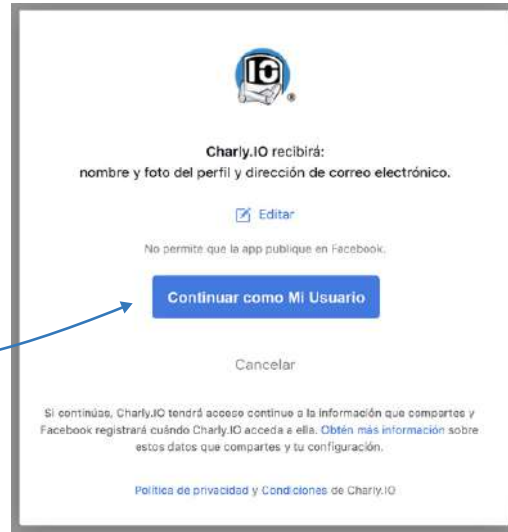 IO
®
Charly.IO recibirá:
nombre y foto del perfil y dirección de correo electrónico.
Editar
No permite que la app publique en Facebook.
Continuar como Mi Usuario
Cancelar
Si continúas, Charly.IO tendrá acceso continuo a la información que compartes y
Facebook registrará cuándo Charly.IO acceda a ella. Obtén más información sobre
estos datos que compartes y tu configuración.
Política de privacidad y Condiciones de Charly.IO